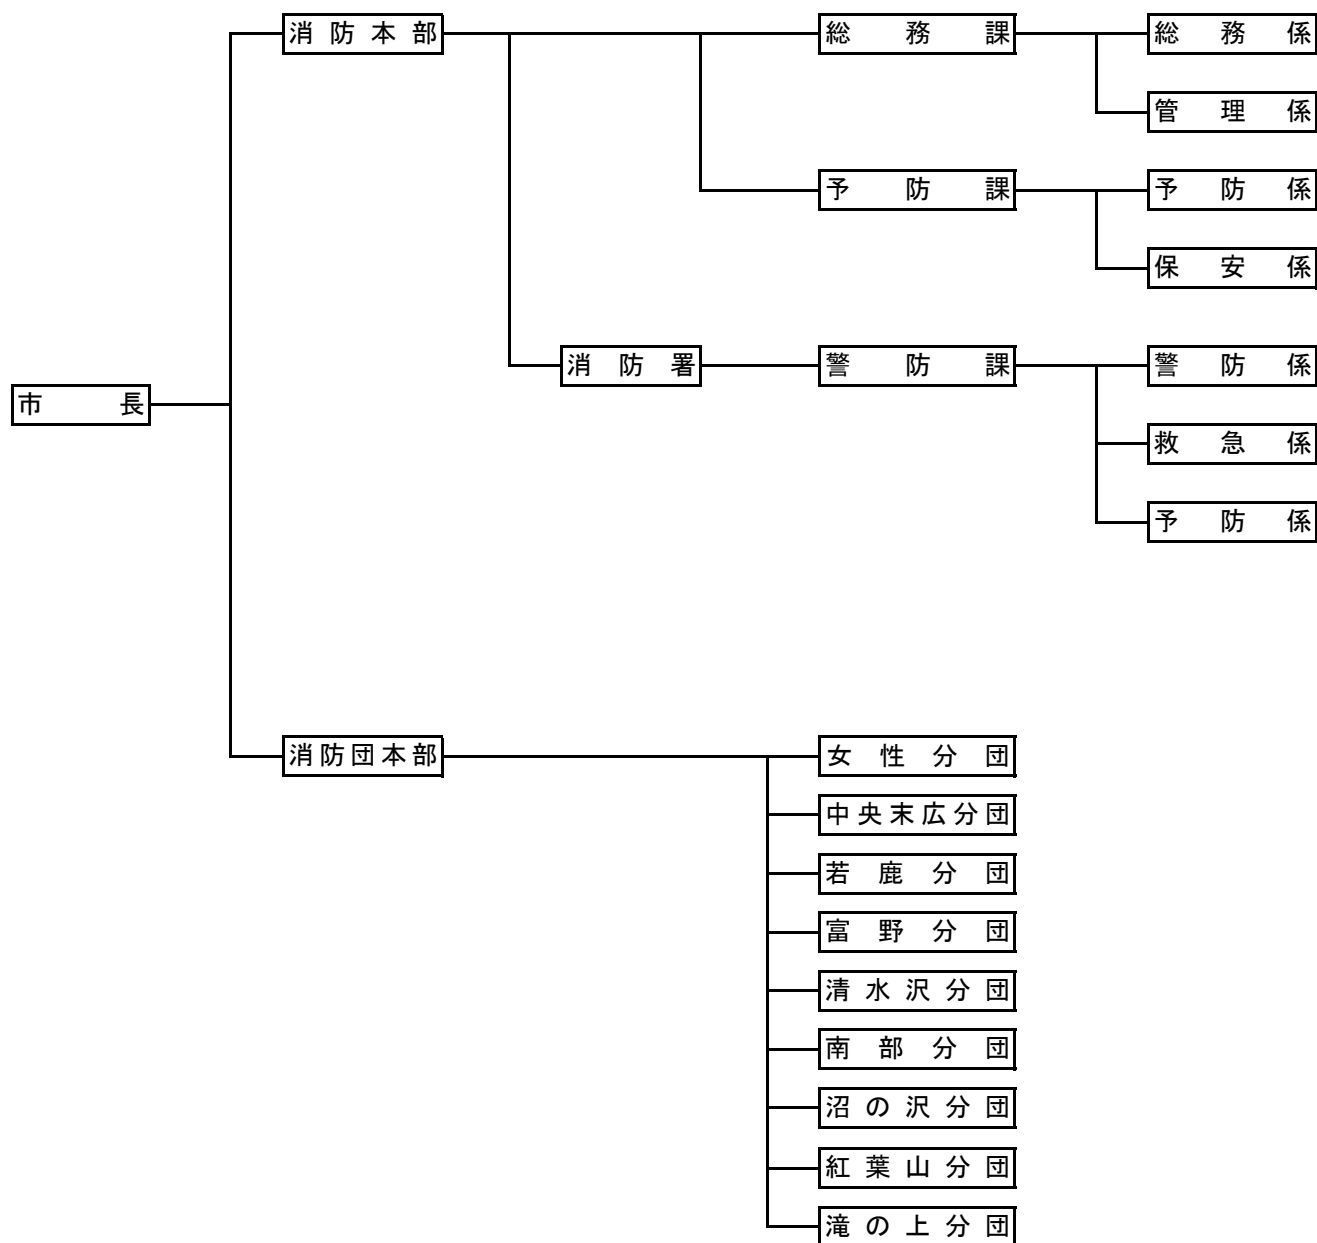 消防本部
総務課
総務係
管理係
予防課
予防係
保安係
消防署
警防課
警防係
市長
救急係
予防係
消防団本部
女性分団
中央末広分団
若鹿分団
富野分団
清水沢分団
南部分団
沼の沢分団
紅葉山分団
滝の上分団